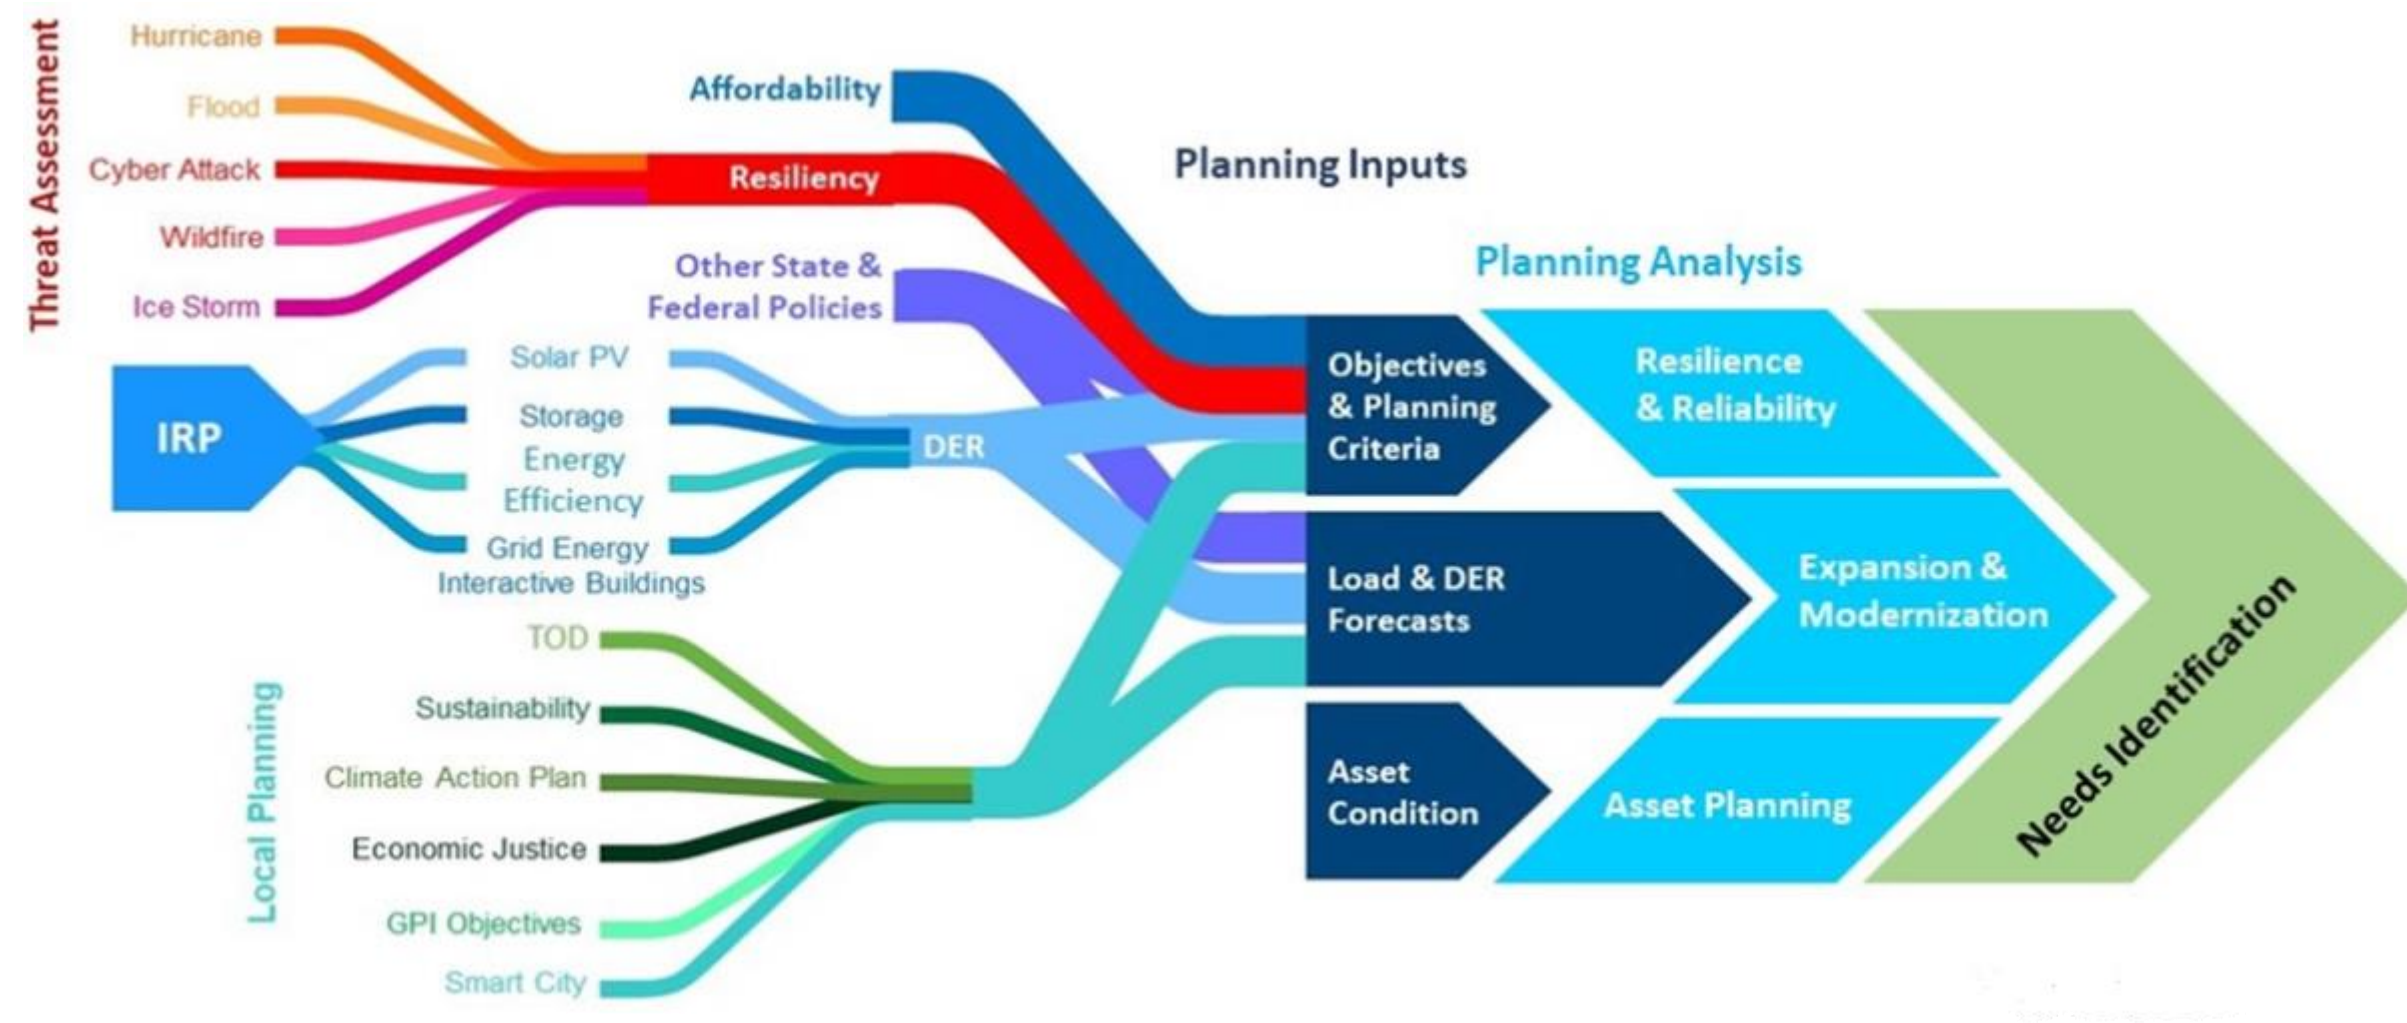 Threat Assessment
Hurricane
Flood
Cyber Attack
Wildfire
Ice Storm
Affordability
Resiliency
Other State &
Federal Policies
IRP
Solar PV
Storage
Energy
Efficiency
Grid Energy
Interactive Buildings
DER
Local Planning
TOD
Sustainability
Climate Action Plan
Economic Justice
GPI Objectives
Smart City
Planning Inputs
Objectives
& Planning
Criteria
Load & DER
Forecasts
Asset
Condition
Planning Analysis
Resilience
& Reliability
Expansion &
Modernization
Asset Planning
Needs Identification